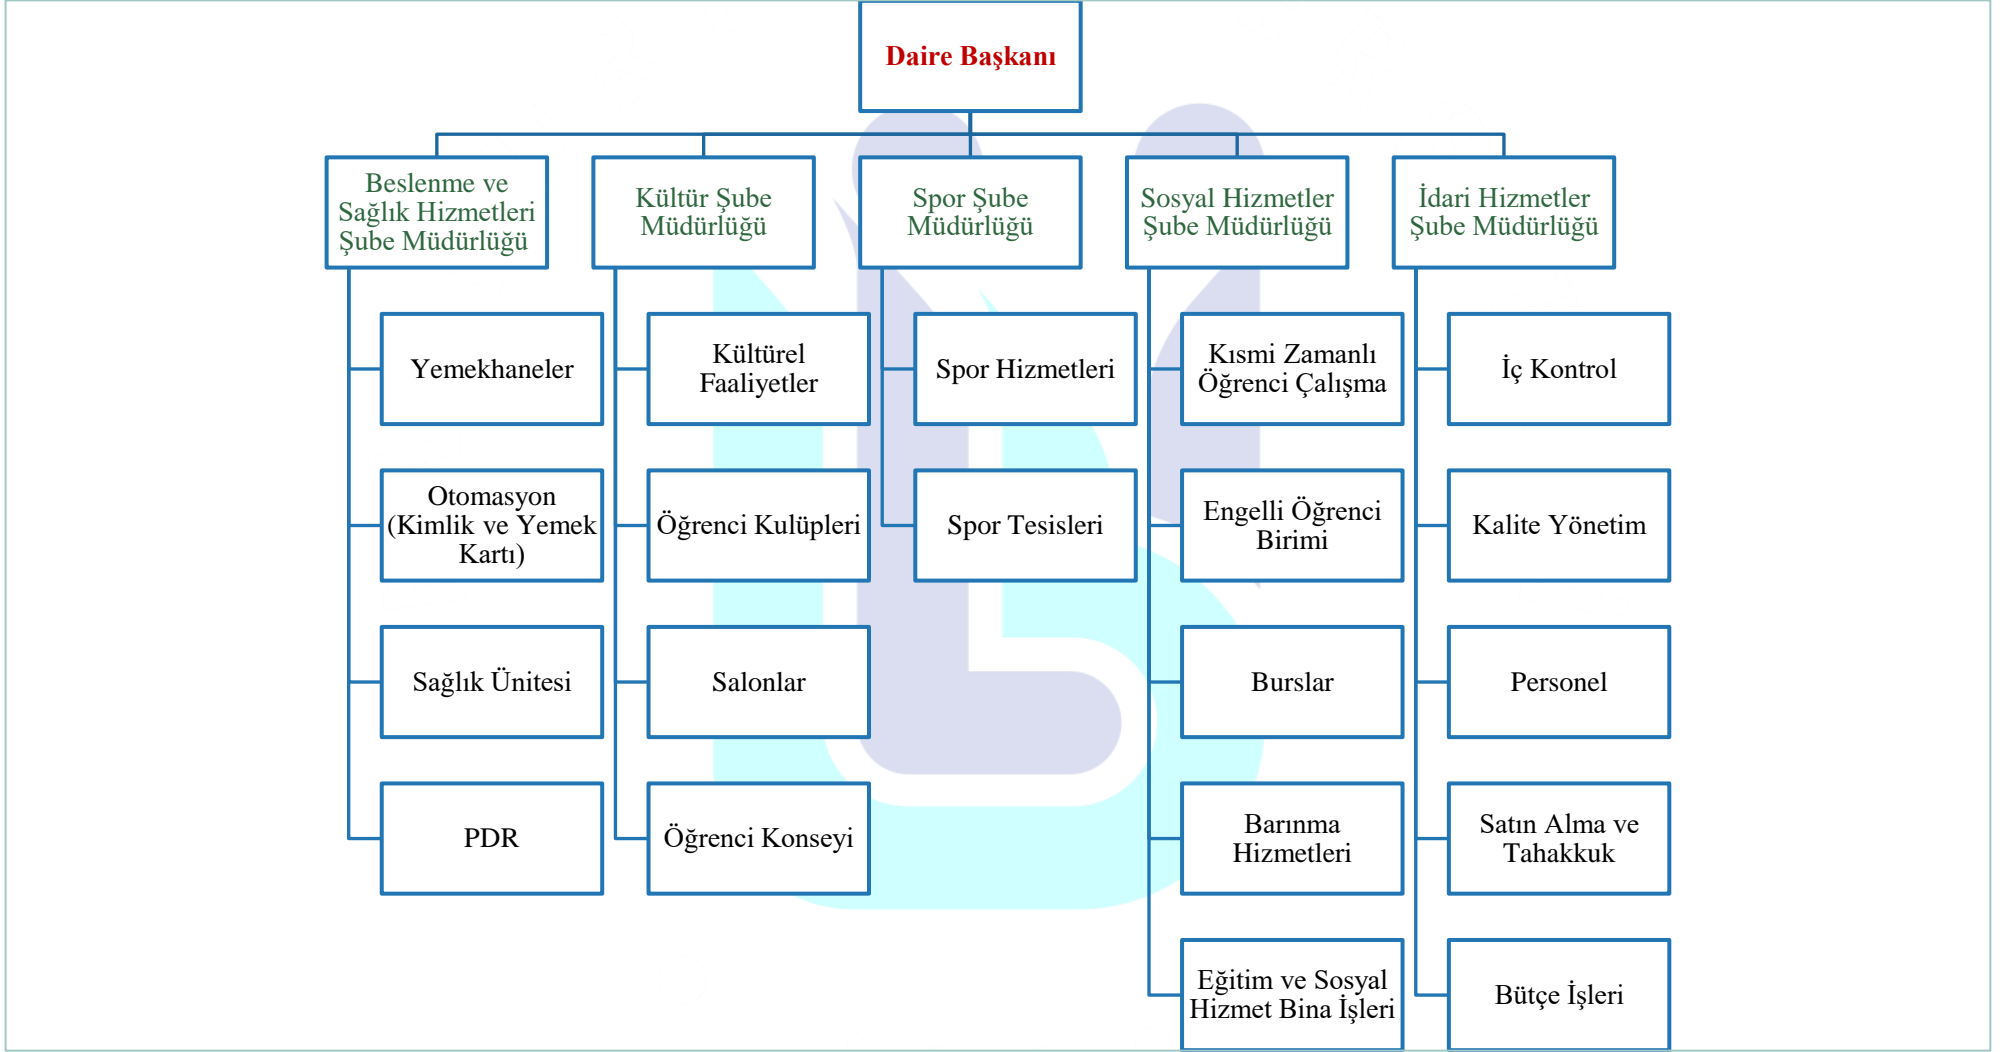 Daire Başkanı
Beslenme ve
Sağlık Hizmetleri
Şube Müdürlüğü
Yemekhaneler
Otomasyon
(Kimlik ve Yemek
Kartı)
Sağlık Ünitesi
PDR
Kültür Şube
Müdürlüğü
Kültürel
Faaliyetler
Öğrenci Kulüpleri
Salonlar
Öğrenci Konseyi
Spor Şube
Müdürlüğü
Spor Hizmetleri
Spor Tesisleri
Sosyal Hizmetler
Şube Müdürlüğü
Kısmi Zamanlı
Öğrenci Çalışma
Engelli Öğrenci
Birimi
Burslar
Barınma
Hizmetleri
Eğitim ve Sosyal
Hizmet Bina İşleri
İdari Hizmetler
Şube Müdürlüğü
İç Kontrol
Kalite Yönetim
Personel
Satın Alma ve
Tahakkuk
Bütçe İşleri